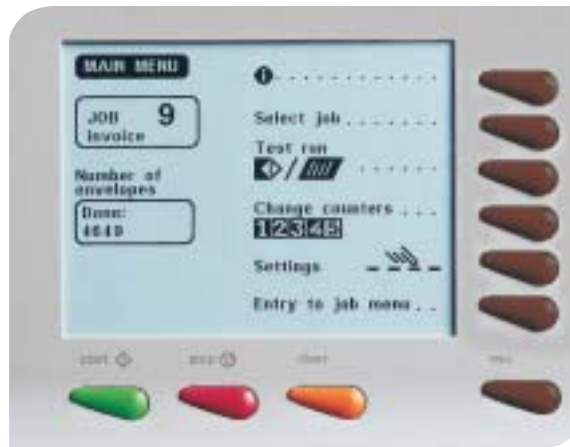 MAIN MENU
JOB 9
Invoice
Number of
envelopes
Done:
4649
Select job . . . . . . .
Test run
/
Change counters . . .
12345
Settings
Entry to job menu . .
start
stop
clear